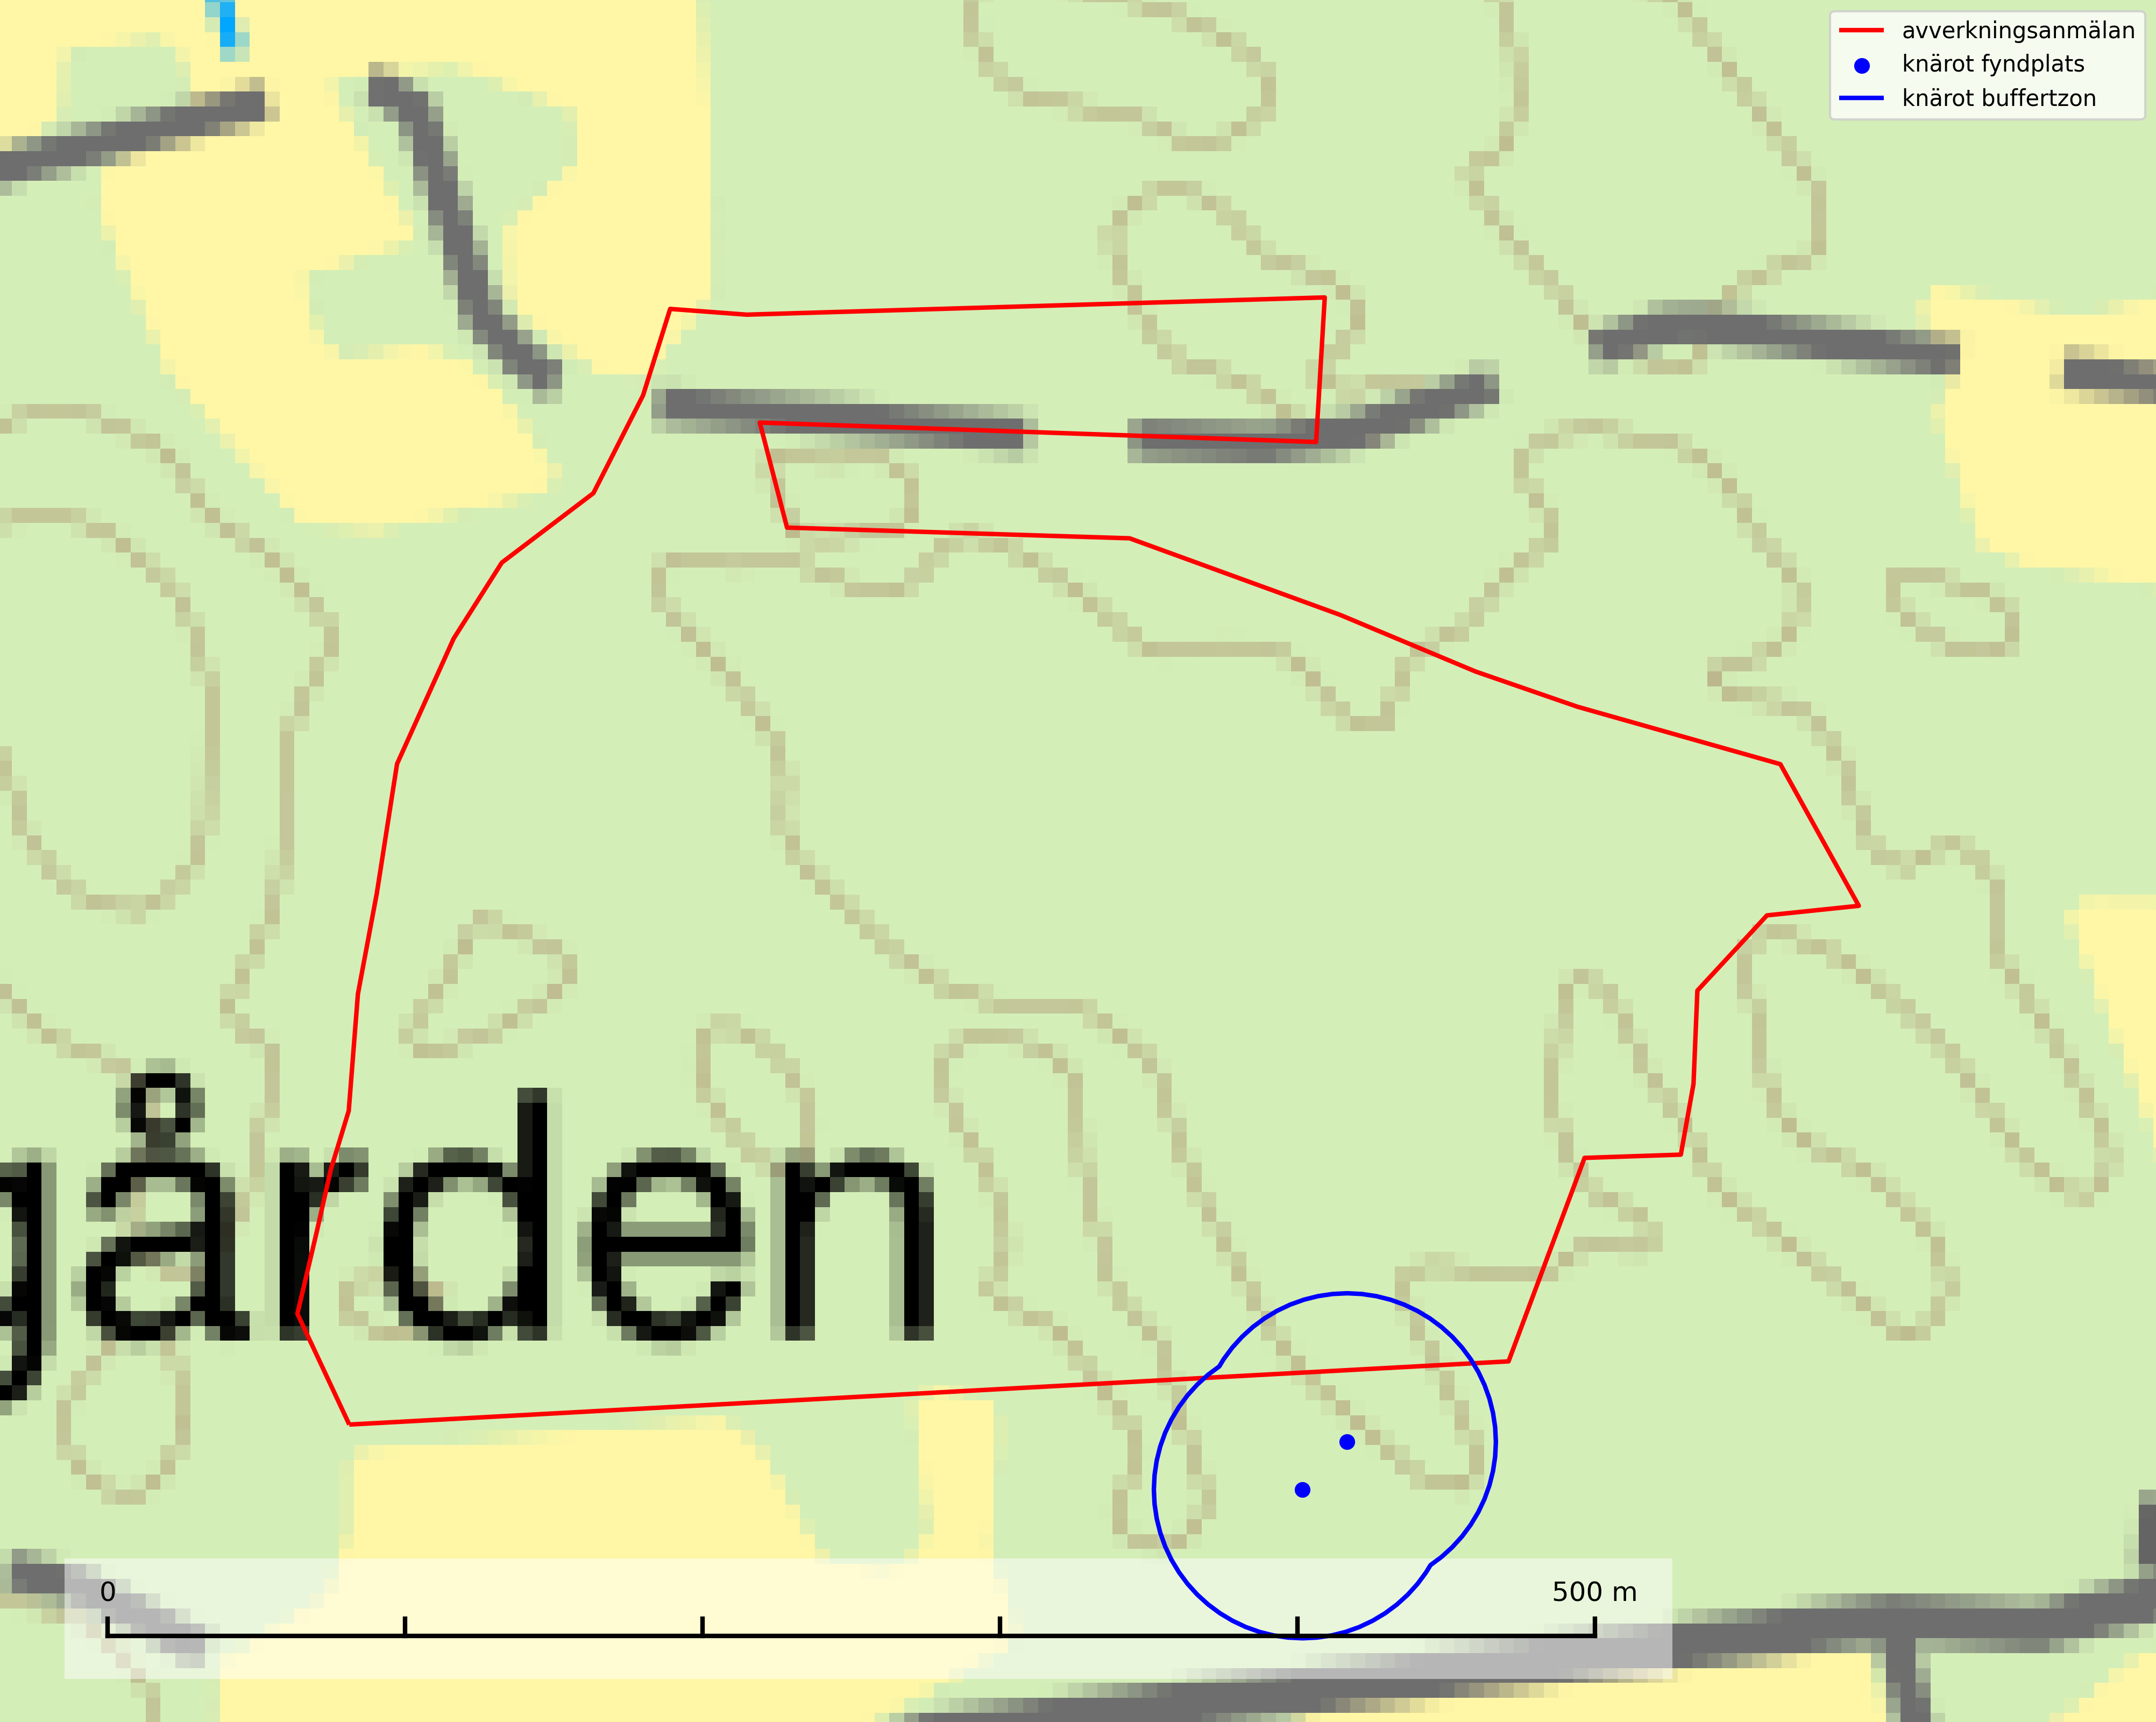 avverkningsanmälan
knärot fyndplats
knärot buffertzon
gården
0 500 m